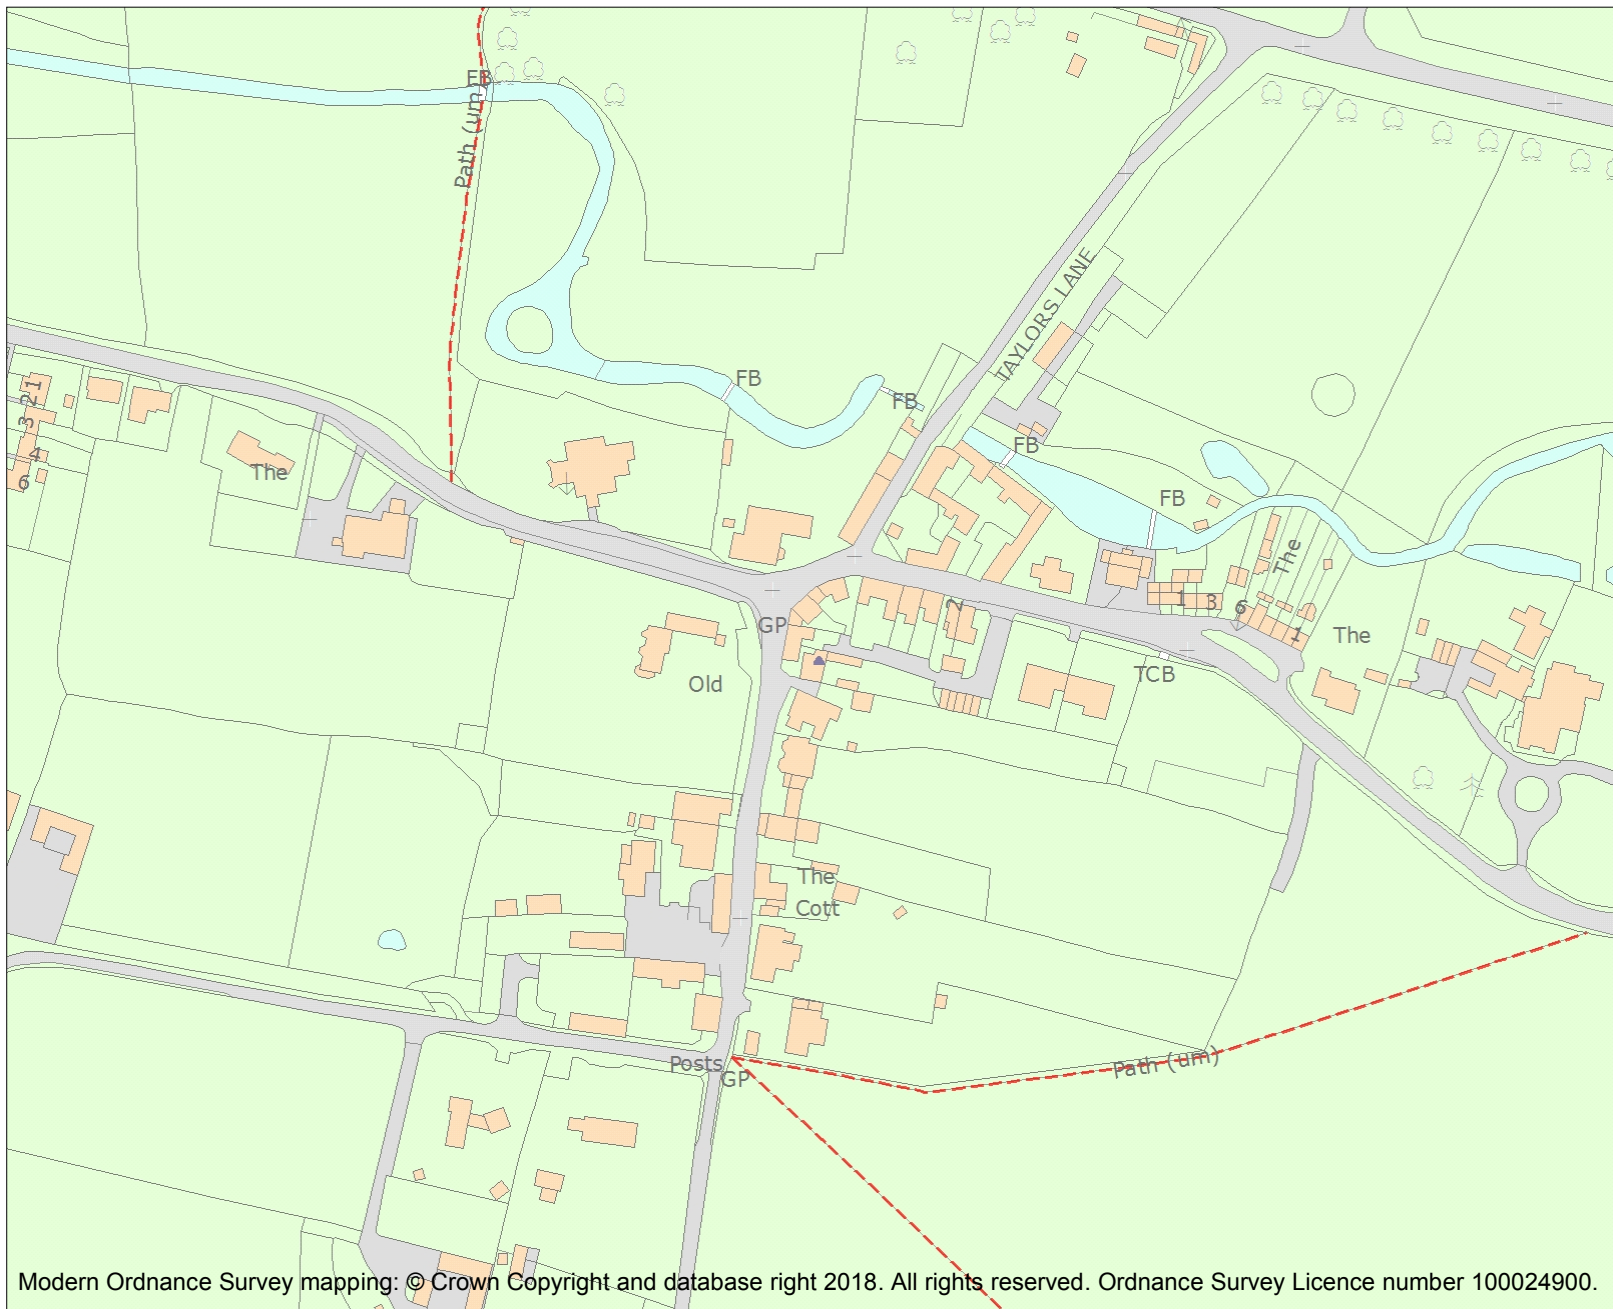 FB
Path (um)
TAYLORS LANE
FB
FB
FB
FB
1
2
3
4
6
The
The
2
1
3
6
1
The
GP
TCB
Old
The
Cott
Posts
GP
Path (um)
Modern Ordnance Survey mapping: © Crown Copyright and database right 2018. All rights reserved. Ordnance Survey Licence number 100024900.